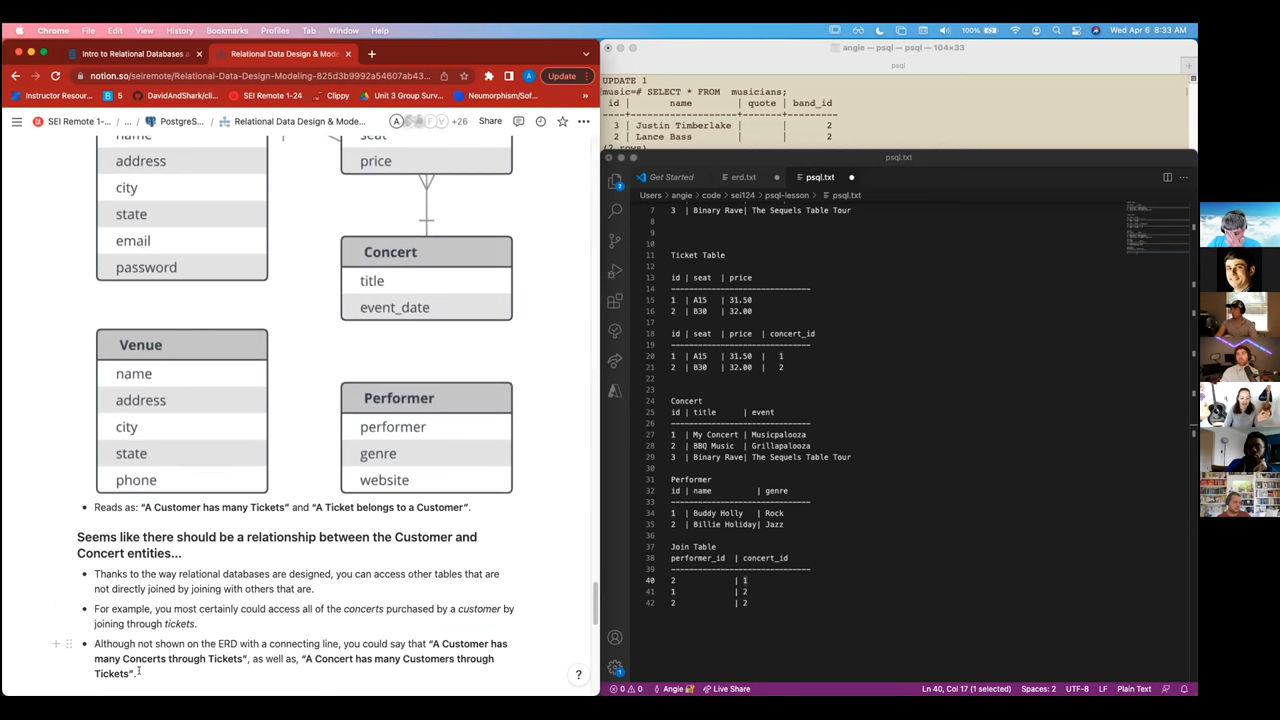 Chrome File Edit View History Bookmarks Profiles Tab Window Help
100% Wed Apr 6 8:33 AM
Intro to Relational Databases a
Relational Data Design & Mode
notion.so/seiremote/Relational-Data-Design-Modeling-825d3b9992a54607ab43...
A
Update
Instructor Resource...
5
DavidAndShark/cli...
SEI Remote 1-24
Clippy
Unit 3 Group Surv...
Neumorphism/Sof...
SEI Remote 1-...
/ ... / PostgreS... / Relational Data Design & Mode...
A
F V +26 Share
name
address
city
state
email
password
seat
price
Concert
title
event_date
Venue
name
address
city
state
phone
Performer
performer
genre
website
• Reads as: “A Customer has many Tickets” and “A Ticket belongs to a Customer”.
Seems like there should be a relationship between the Customer and
Concert entities...
• Thanks to the way relational databases are designed, you can access other tables that are
not directly joined by joining with others that are.
• For example, you most certainly could access all of the concerts purchased by a customer by
joining through tickets.
• Although not shown on the ERD with a connecting line, you could say that “A Customer has
many Concerts through Tickets”, as well as, “A Concert has many Customers through
Tickets”.
?
angie — psql — psql — 104×33
psql
UPDATE 1
music=# SELECT * FROM musicians;
id | name | quote | band_id
----+-------------------+-------+---------
3 | Justin Timberlake | | 2
2 | Lance Bass | | 2
(2 rows)
psql.txt
Get Started
erd.txt
psql.txt
Users > angie > code > sei124 > psql-lesson > psql.txt
7 3 | Binary Rave| The Sequels Table Tour
8
9
10
11 Ticket Table
12
13 id | seat | price
14 -------------------------------
15 1 | A15 | 31.50
16 2 | B30 | 32.00
17
18 id | seat | price | concert_id
19 -------------------------------
20 1 | A15 | 31.50 | 1
21 2 | B30 | 32.00 | 2
22
23
24 Concert
25 id | title | event
26 -------------------------------
27 1 | My Concert | Musicpalooza
28 2 | BBQ Music | Grillapalooza
29 3 | Binary Rave| The Sequels Table Tour
30
31 Performer
32 id | name | genre
33 -------------------------------
34 1 | Buddy Holly | Rock
35 2 | Billie Holiday| Jazz
36
37 Join Table
38 performer_id | concert_id
39 -------------------------------
40 2 | 1
41 1 | 2
42 2 | 2
2
1
0 0 Angie Live Share
Ln 40, Col 17 (1 selected) Spaces: 2 UTF-8 LF Plain Text